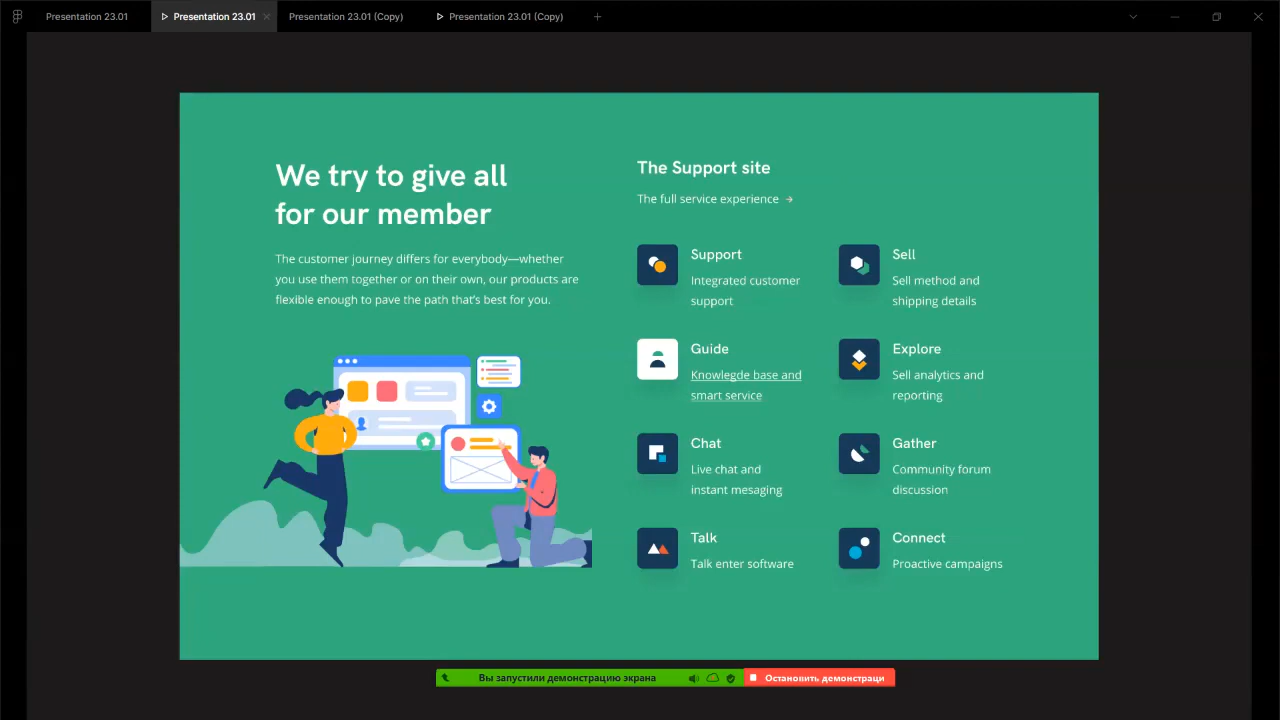 Presentation 23.01
Presentation 23.01
Presentation 23.01 (Copy)
Presentation 23.01 (Copy)
We try to give all
for our member
The customer journey differs for everybody—whether
you use them together or on their own, our products are
flexible enough to pave the path that's best for you.
The Support site
The full service experience →
Support
Integrated customer
support
Sell
Sell method and
shipping details
Guide
Knowlegde base and
smart service
Explore
Sell analytics and
reporting
Chat
Live chat and
instant mesaging
Gather
Community forum
discussion
Talk
Talk enter software
Connect
Proactive campaigns
Вы запустили демонстрацию экрана
Остановить демонстраци